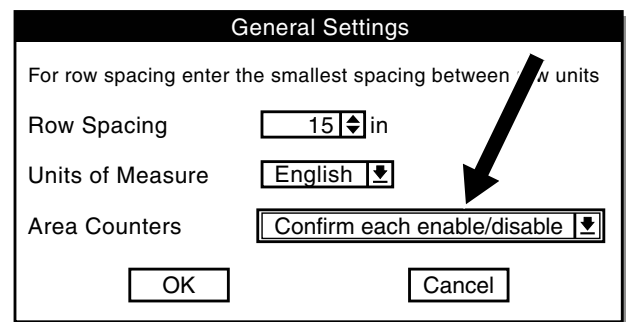 General Settings
For row spacing enter the smallest spacing between row units
Row Spacing 15 in
Units of Measure English
Area Counters Confirm each enable/disable
OK Cancel